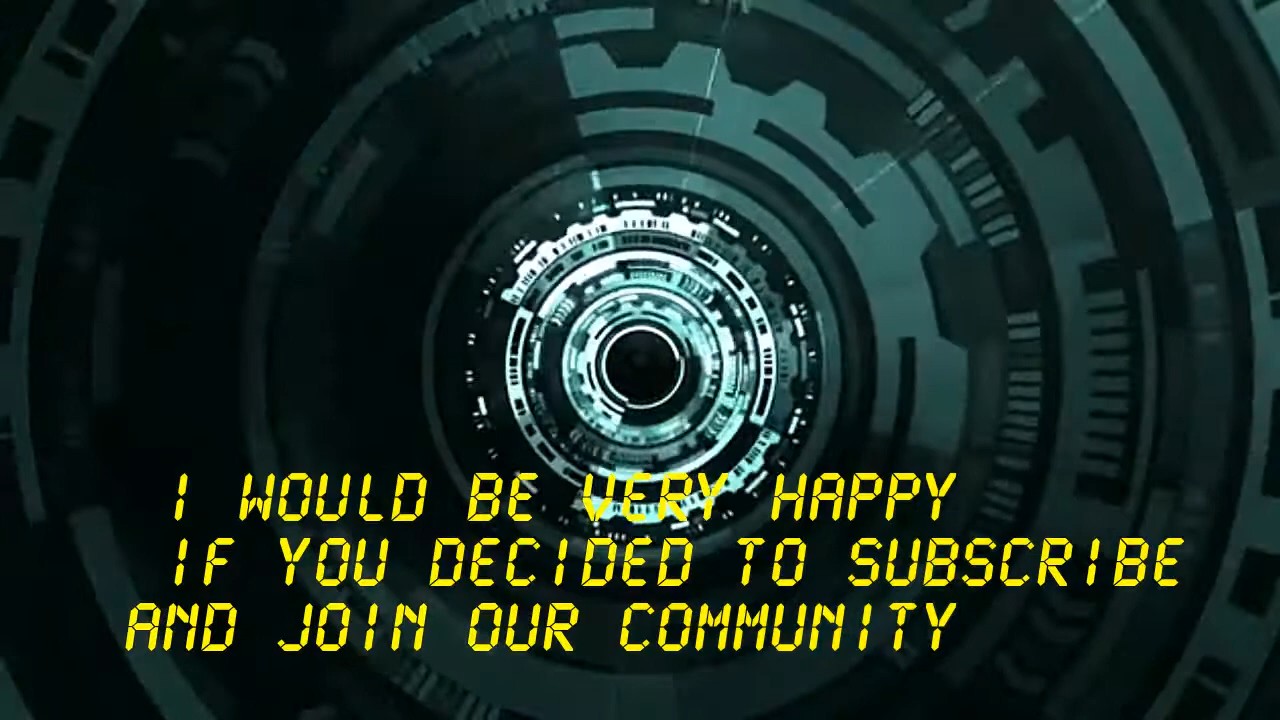 I WOULD BE VERY HAPPY
IF YOU DECIDED TO SUBSCRIBE
AND JOIN OUR COMMUNITY